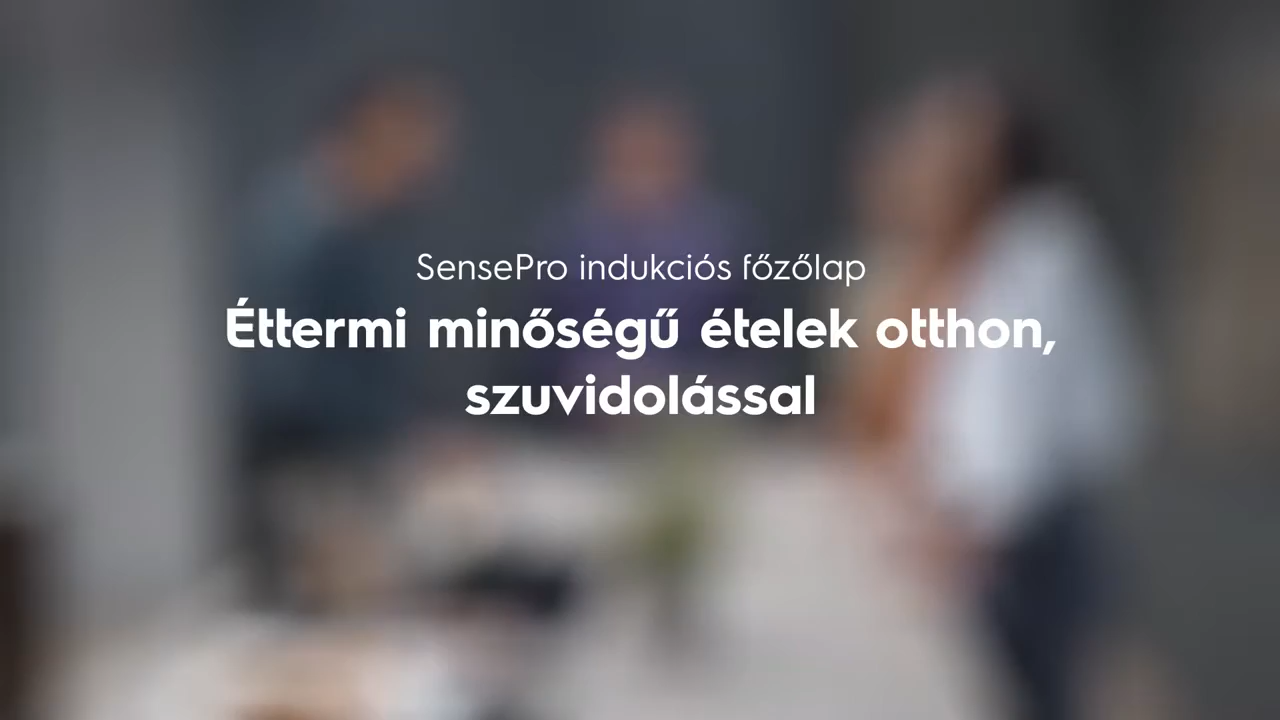 SensePro indukciós főzőlap
Éttermi minőségű ételek otthon,
szuvidolással